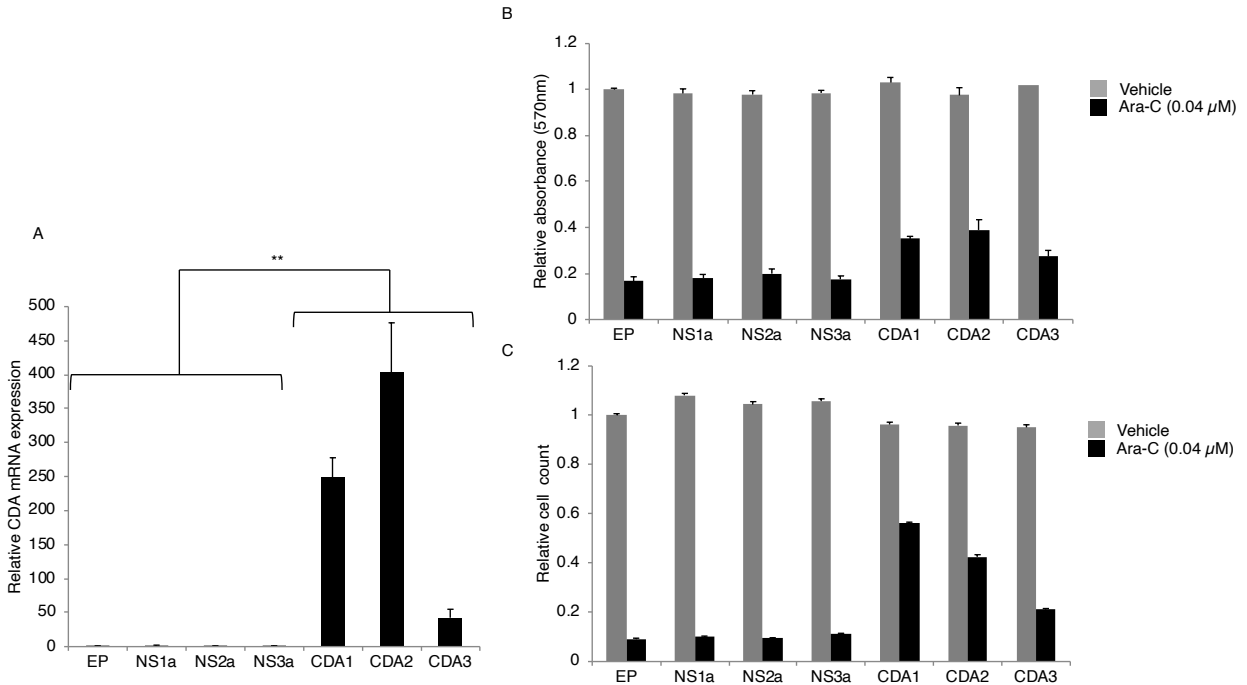 A
**
Relative CDA mRNA expression
500
450
400
350
300
250
200
150
100
50
0
EP NS1a NS2a NS3a CDA1 CDA2 CDA3
B
Relative absorbance (570nm)
1.2
1
0.8
0.6
0.4
0.2
0
EP NS1a NS2a NS3a CDA1 CDA2 CDA3
Vehicle
Ara-C (0.04 µM)
C
Relative cell count
1.2
1
0.8
0.6
0.4
0.2
0
EP NS1a NS2a NS3a CDA1 CDA2 CDA3
Vehicle
Ara-C (0.04 µM)